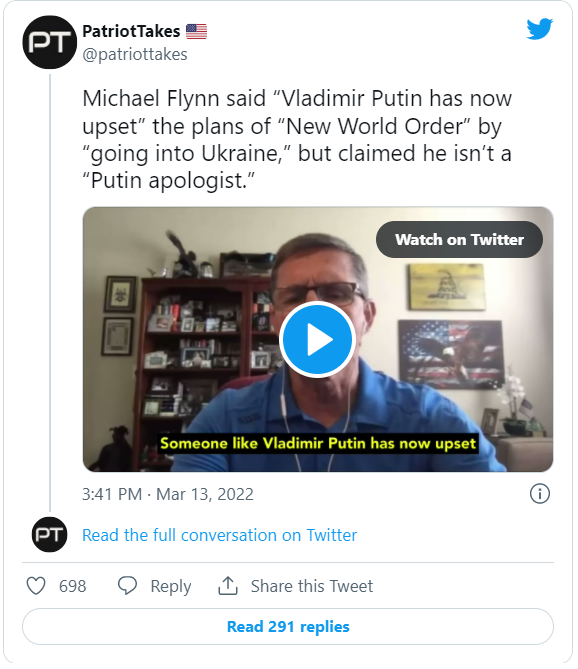 PT
PatriotTakes
@patriottakes
Michael Flynn said “Vladimir Putin has now
upset” the plans of “New World Order” by
“going into Ukraine,” but claimed he isn’t a
“Putin apologist.”
Watch on Twitter
Someone like Vladimir Putin has now upset
3:41 PM · Mar 13, 2022
PT
Read the full conversation on Twitter
698 Reply Share this Tweet
Read 291 replies